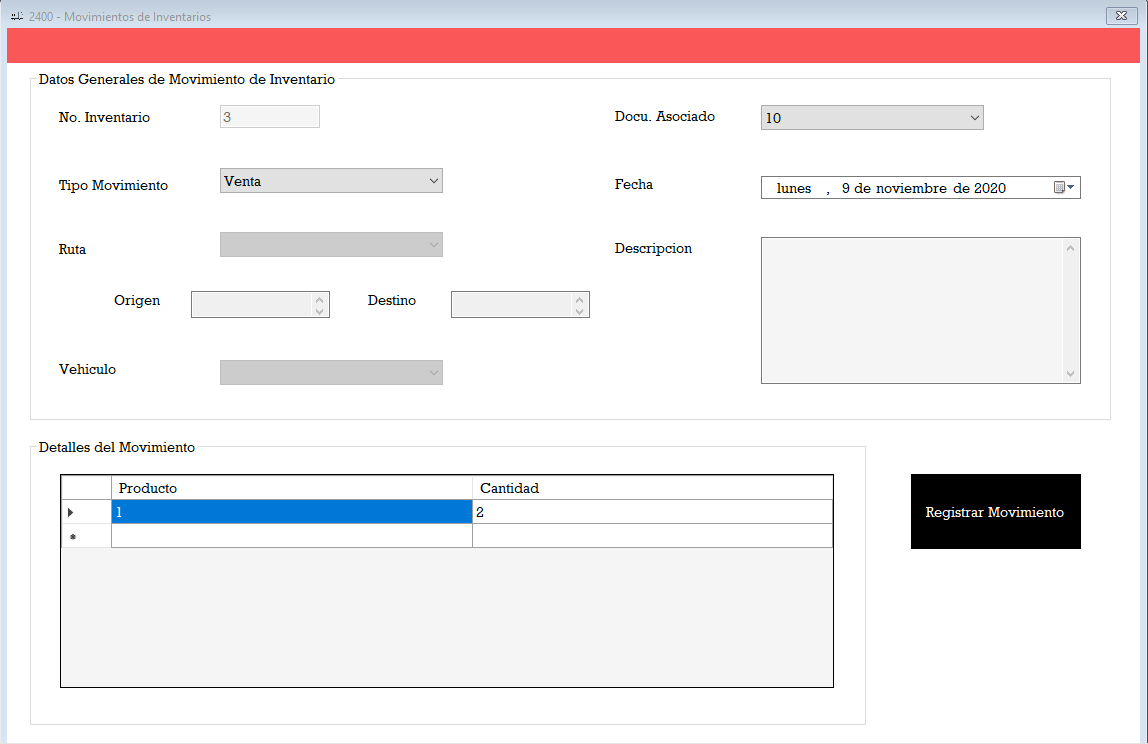 2400 - Movimientos de Inventarios
Datos Generales de Movimiento de Inventario
No. Inventario 3 Docu. Asociado 10
Tipo Movimiento Venta Fecha lunes , 9 de noviembre de 2020
Ruta Descripcion
Origen Destino
Vehiculo
Detalles del Movimiento
Producto Cantidad
1 2
Registrar Movimiento